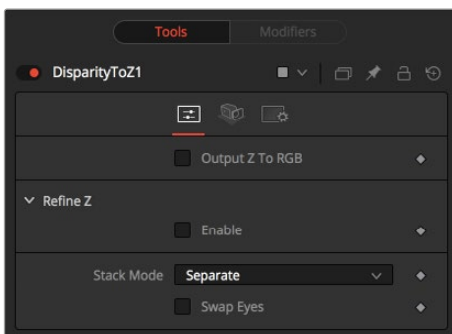 Tools Modifiers
DisparityToZ1
Output Z To RGB
Refine Z
Enable
Stack Mode Separate
Swap Eyes